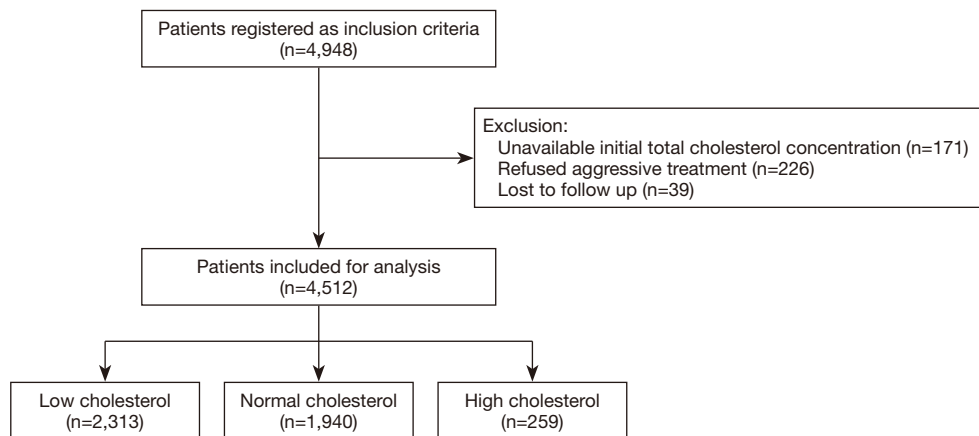 Patients registered as inclusion criteria
(n=4,948)
Exclusion:
Unavailable initial total cholesterol concentration (n=171)
Refused aggressive treatment (n=226)
Lost to follow up (n=39)
Patients included for analysis
(n=4,512)
Low cholesterol
(n=2,313)
Normal cholesterol
(n=1,940)
High cholesterol
(n=259)